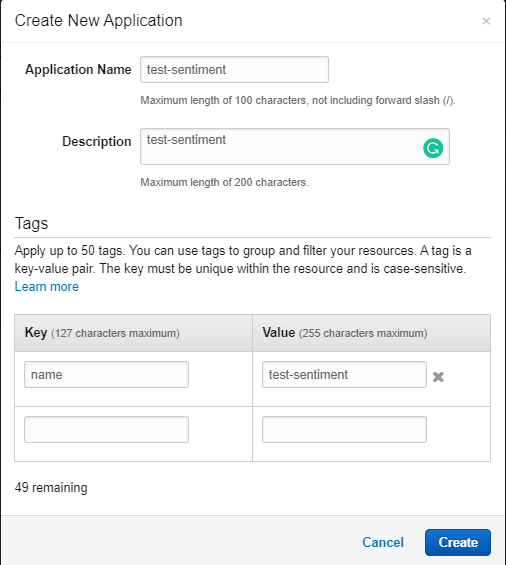 Create New Application ×
Application Name test-sentiment
Maximum length of 100 characters, not including forward slash (/).
Description test-sentiment
Maximum length of 200 characters.
Tags
Apply up to 50 tags. You can use tags to group and filter your resources. A tag is a
key-value pair. The key must be unique within the resource and is case-sensitive.
Learn more
Key (127 characters maximum) Value (255 characters maximum)
name test-sentiment
49 remaining
Cancel Create